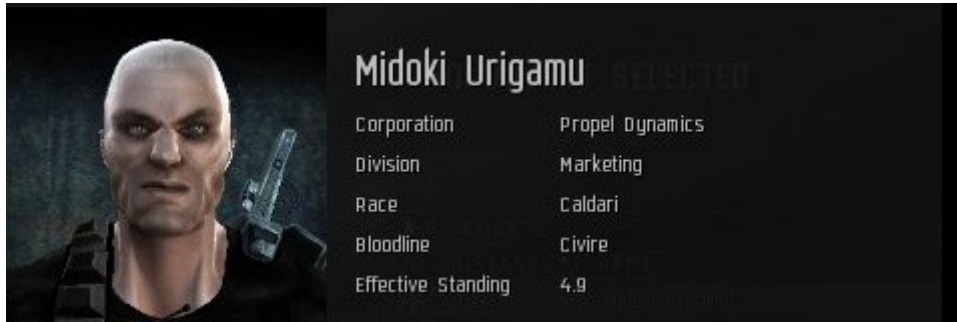 Midoki Urigamu
SELECTED
Corporation Propel Dynamics
Division Marketing
Race Caldari
Bloodline Civire
Effective Standing 4.9